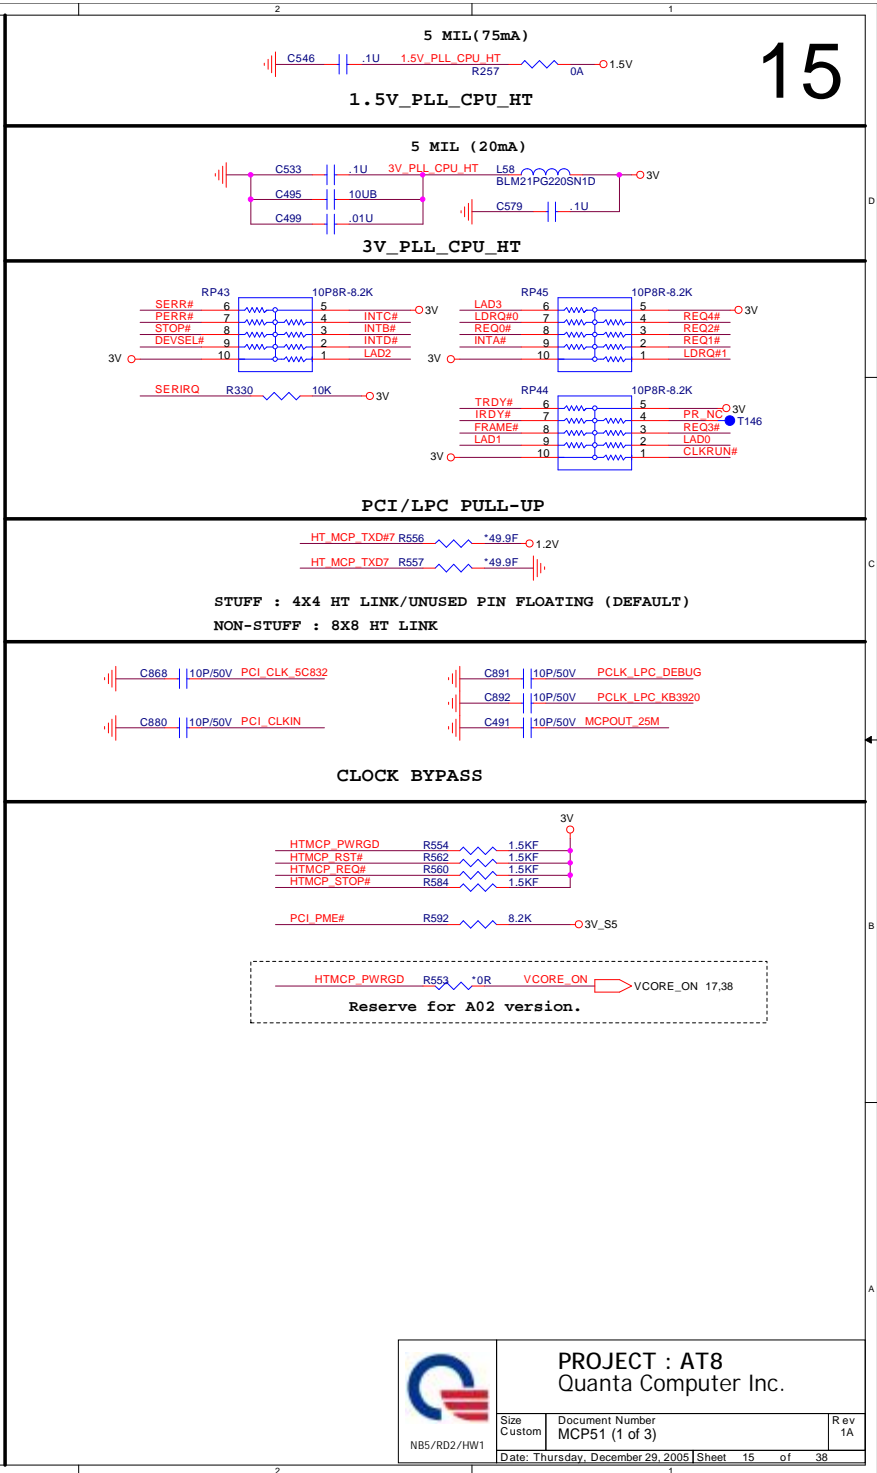 2 1
5 MIL(75mA)
C546 .1U 1.5V_PLL_CPU_HT R257 0A 1.5V
15
1.5V_PLL_CPU_HT
5 MIL (20mA)
C533 .1U 3V_PLL_CPU_HT L58 3V
BLM21PG220SN1D
C495 10UB
C579 .1U
C499 .01U
D
3V_PLL_CPU_HT
RP43 10P8R-8.2K
SERR# 6 5 3V
PERR# 7 4 INTC#
STOP# 8 3 INTB#
DEVSEL# 9 2 INTD#
3V 10 1 LAD2
RP45 10P8R-8.2K
LAD3 6 5 3V
LDRQ#0 7 4 REQ4#
REQ0# 8 3 REQ2#
INTA# 9 2 REQ1#
3V 10 1 LDRQ#1
SERIRQ R330 10K 3V
RP44 10P8R-8.2K
TRDY# 6 5 3V
IRDY# 7 4 PR_NC T146
FRAME# 8 3 REQ3#
LAD1 9 2 LAD0
3V 10 1 CLKRUN#
PCI/LPC PULL-UP
HT_MCP_TXD#7 R556 *49.9F 1.2V
HT_MCP_TXD7 R557 *49.9F
C
STUFF : 4X4 HT LINK/UNUSED PIN FLOATING (DEFAULT)
NON-STUFF : 8X8 HT LINK
C868 10P/50V PCI_CLK_5C832
C891 10P/50V PCLK_LPC_DEBUG
C892 10P/50V PCLK_LPC_KB3920
C880 10P/50V PCI_CLKIN
C491 10P/50V MCPOUT_25M
CLOCK BYPASS
3V
HTMCP_PWRGD R554 1.5KF
HTMCP_RST# R562 1.5KF
HTMCP_REQ# R560 1.5KF
HTMCP_STOP# R584 1.5KF
PCI_PME# R592 8.2K 3V_S5
B
HTMCP_PWRGD R553 *0R VCORE_ON VCORE_ON 17,38
Reserve for A02 version.
A
PROJECT : AT8
Quanta Computer Inc.
NB5/RD2/HW1
Size Document Number Rev
Custom MCP51 (1 of 3) 1A
Date: Thursday, December 29, 2005 Sheet 15 of 38
2 1